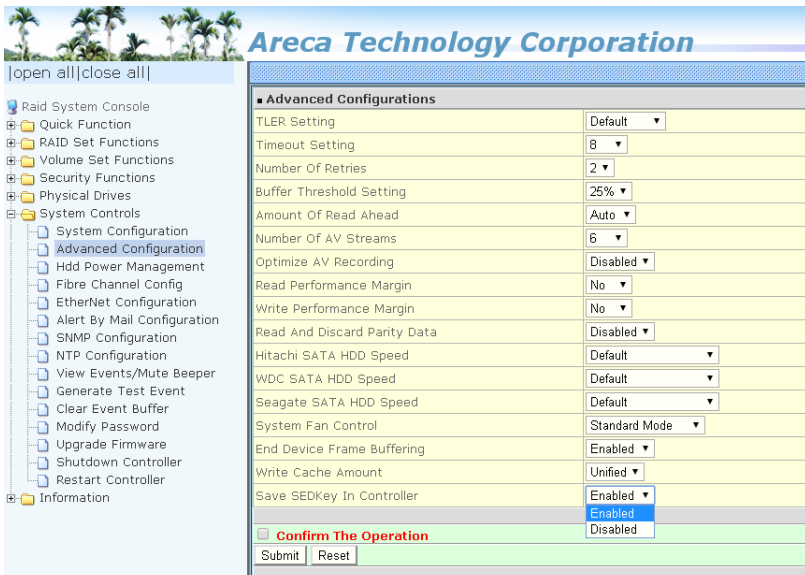 Areca Technology Corporation
|open all|close all|
Raid System Console
Quick Function
RAID Set Functions
Volume Set Functions
Security Functions
Physical Drives
System Controls
System Configuration
Advanced Configuration
Hdd Power Management
Fibre Channel Config
EtherNet Configuration
Alert By Mail Configuration
SNMP Configuration
NTP Configuration
View Events/Mute Beeper
Generate Test Event
Clear Event Buffer
Modify Password
Upgrade Firmware
Shutdown Controller
Restart Controller
Information
Advanced Configurations
TLER Setting Default
Timeout Setting 8
Number Of Retries 2
Buffer Threshold Setting 25%
Amount Of Read Ahead Auto
Number Of AV Streams 6
Optimize AV Recording Disabled
Read Performance Margin No
Write Performance Margin No
Read And Discard Parity Data Disabled
Hitachi SATA HDD Speed Default
WDC SATA HDD Speed Default
Seagate SATA HDD Speed Default
System Fan Control Standard Mode
End Device Frame Buffering Enabled
Write Cache Amount Unified
Save SEDKey In Controller Enabled
Enabled
Disabled
Confirm The Operation
Submit Reset